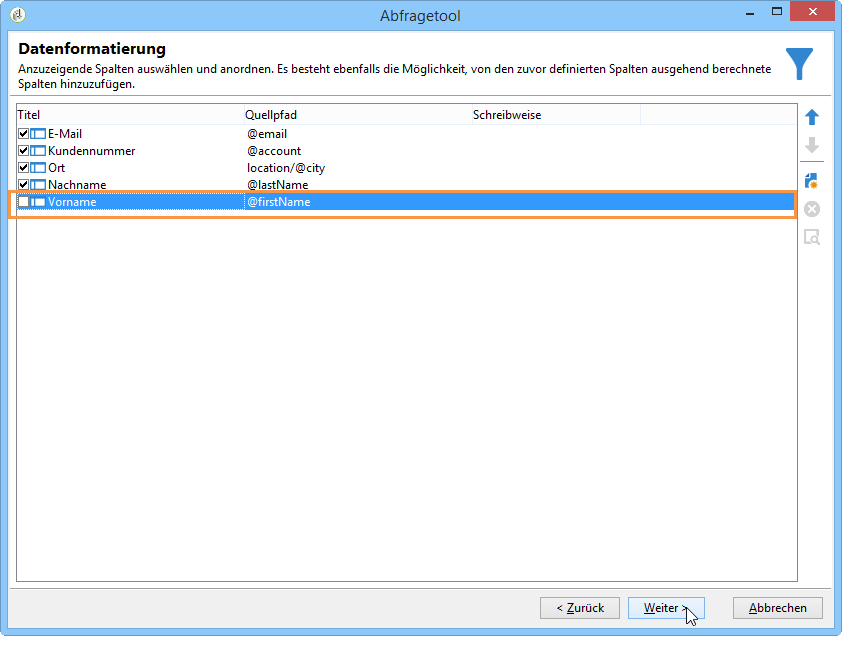 Abfragetool
Datenformatierung
Anzuzeigende Spalten auswählen und anordnen. Es besteht ebenfalls die Möglichkeit, von den zuvor definierten Spalten ausgehend berechnete
Spalten hinzuzufügen.
Titel Quellpfad Schreibweise
E-Mail @email
Kundennummer @account
Ort location/@city
Nachname @lastName
Vorname @firstName
< Zurück Weiter > Abbrechen